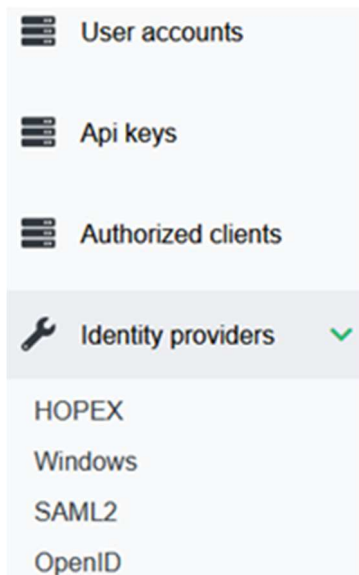 User accounts
Api keys
Authorized clients
Identity providers
HOPEX
Windows
SAML2
OpenID